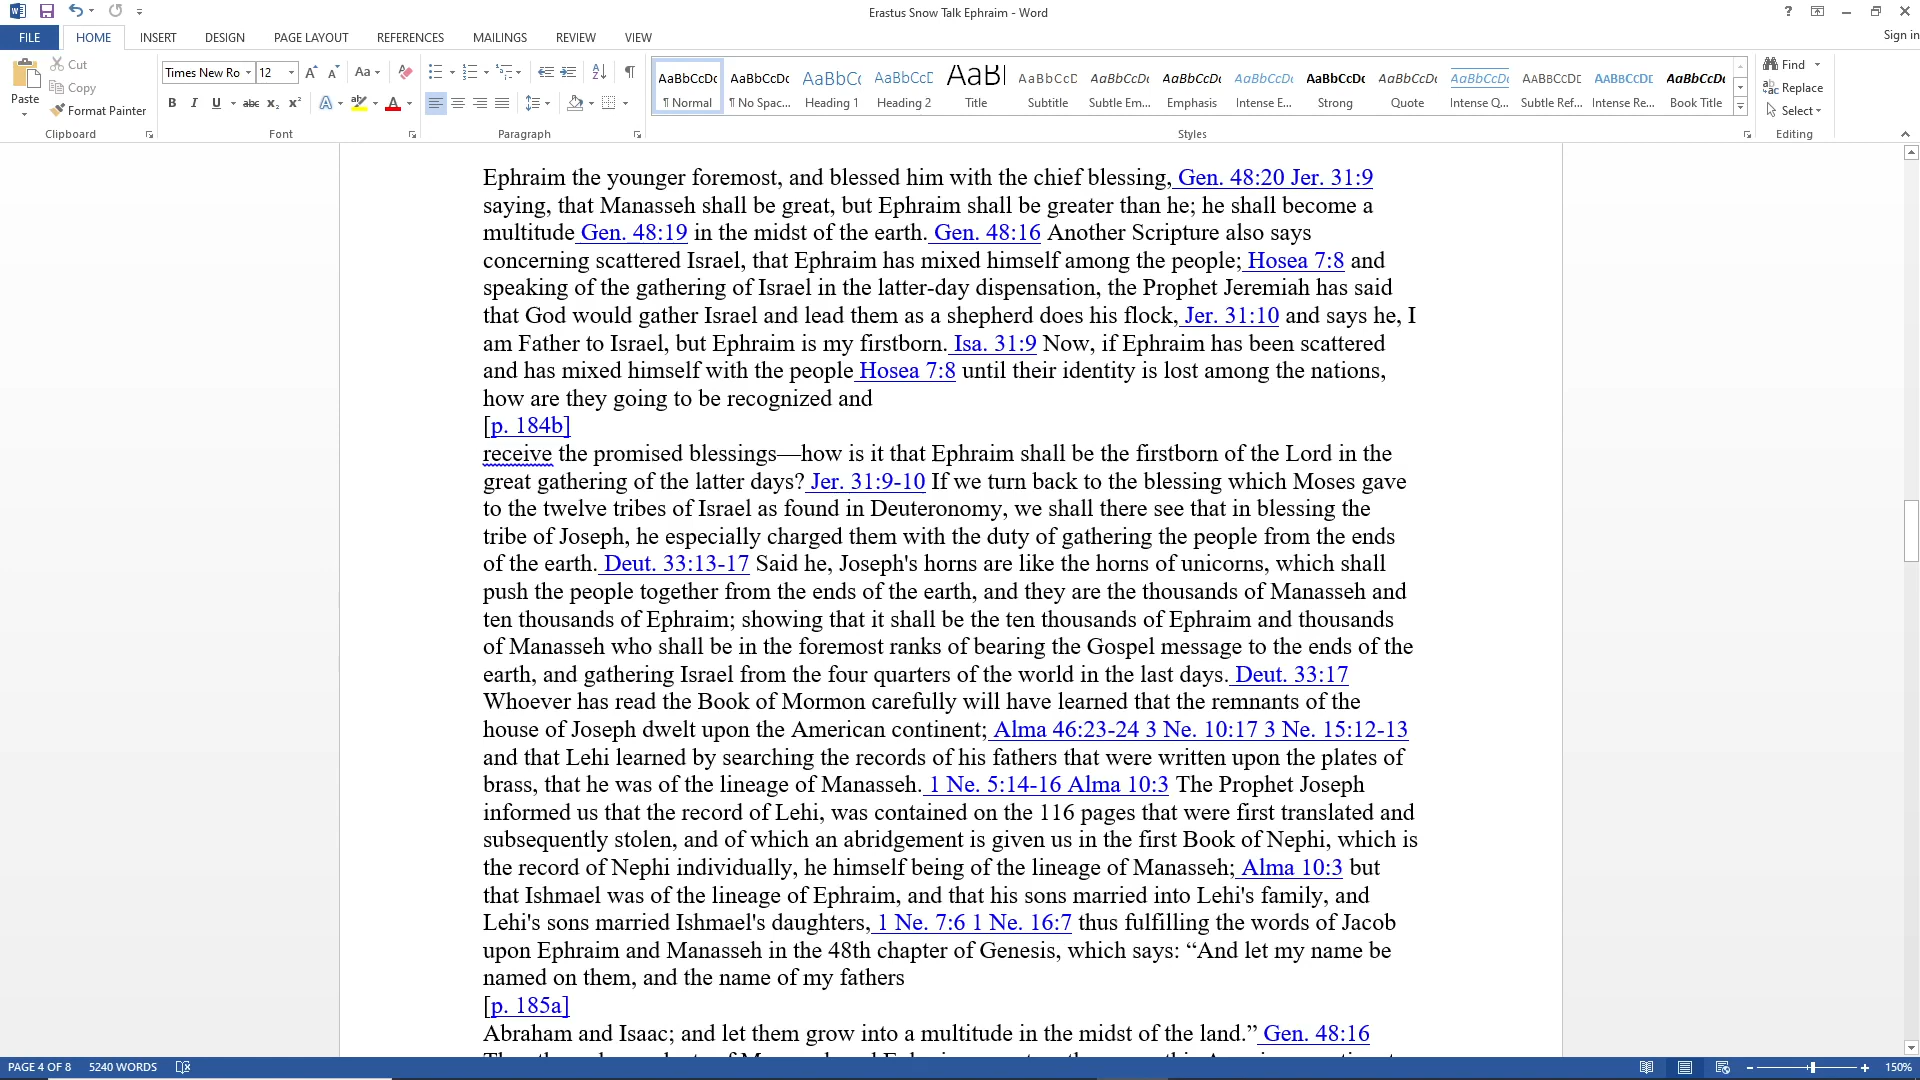 Erastus Snow Talk Ephraim - Word
?
Sign in
FILE HOME INSERT DESIGN PAGE LAYOUT REFERENCES MAILINGS REVIEW VIEW
Paste
Cut
Copy
Format Painter
Clipboard
Times New Ro 12
B I U abc x₂ x²
Font
Paragraph
AaBbCcDc AaBbCcDc AaBbCc AaBbCcD AaBl AaBbCcD AaBbCcDc AaBbCcDc AaBbCcDc AaBbCcDc AaBbCcDc AaBbCcDc AABBCCDC AABBCCDC AaBbCcDc
¶ Normal ¶ No Spac... Heading 1 Heading 2 Title Subtitle Subtle Em... Emphasis Intense E... Strong Quote Intense Q... Subtle Ref... Intense Re... Book Title
Styles
Find
Replace
Select
Editing
Ephraim the younger foremost, and blessed him with the chief blessing, Gen. 48:20 Jer. 31:9
saying, that Manasseh shall be great, but Ephraim shall be greater than he; he shall become a
multitude Gen. 48:19 in the midst of the earth. Gen. 48:16 Another Scripture also says
concerning scattered Israel, that Ephraim has mixed himself among the people; Hosea 7:8 and
speaking of the gathering of Israel in the latter-day dispensation, the Prophet Jeremiah has said
that God would gather Israel and lead them as a shepherd does his flock, Jer. 31:10 and says he, I
am Father to Israel, but Ephraim is my firstborn. Isa. 31:9 Now, if Ephraim has been scattered
and has mixed himself with the people Hosea 7:8 until their identity is lost among the nations,
how are they going to be recognized and
[p. 184b]
receive the promised blessings—how is it that Ephraim shall be the firstborn of the Lord in the
great gathering of the latter days? Jer. 31:9-10 If we turn back to the blessing which Moses gave
to the twelve tribes of Israel as found in Deuteronomy, we shall there see that in blessing the
tribe of Joseph, he especially charged them with the duty of gathering the people from the ends
of the earth. Deut. 33:13-17 Said he, Joseph's horns are like the horns of unicorns, which shall
push the people together from the ends of the earth, and they are the thousands of Manasseh and
ten thousands of Ephraim; showing that it shall be the ten thousands of Ephraim and thousands
of Manasseh who shall be in the foremost ranks of bearing the Gospel message to the ends of the
earth, and gathering Israel from the four quarters of the world in the last days. Deut. 33:17
Whoever has read the Book of Mormon carefully will have learned that the remnants of the
house of Joseph dwelt upon the American continent; Alma 46:23-24 3 Ne. 10:17 3 Ne. 15:12-13
and that Lehi learned by searching the records of his fathers that were written upon the plates of
brass, that he was of the lineage of Manasseh. 1 Ne. 5:14-16 Alma 10:3 The Prophet Joseph
informed us that the record of Lehi, was contained on the 116 pages that were first translated and
subsequently stolen, and of which an abridgement is given us in the first Book of Nephi, which is
the record of Nephi individually, he himself being of the lineage of Manasseh; Alma 10:3 but
that Ishmael was of the lineage of Ephraim, and that his sons married into Lehi's family, and
Lehi's sons married Ishmael's daughters, 1 Ne. 7:6 1 Ne. 16:7 thus fulfilling the words of Jacob
upon Ephraim and Manasseh in the 48th chapter of Genesis, which says: “And let my name be
named on them, and the name of my fathers
[p. 185a]
Abraham and Isaac; and let them grow into a multitude in the midst of the land.” Gen. 48:16
PAGE 4 OF 8 5240 WORDS
150%